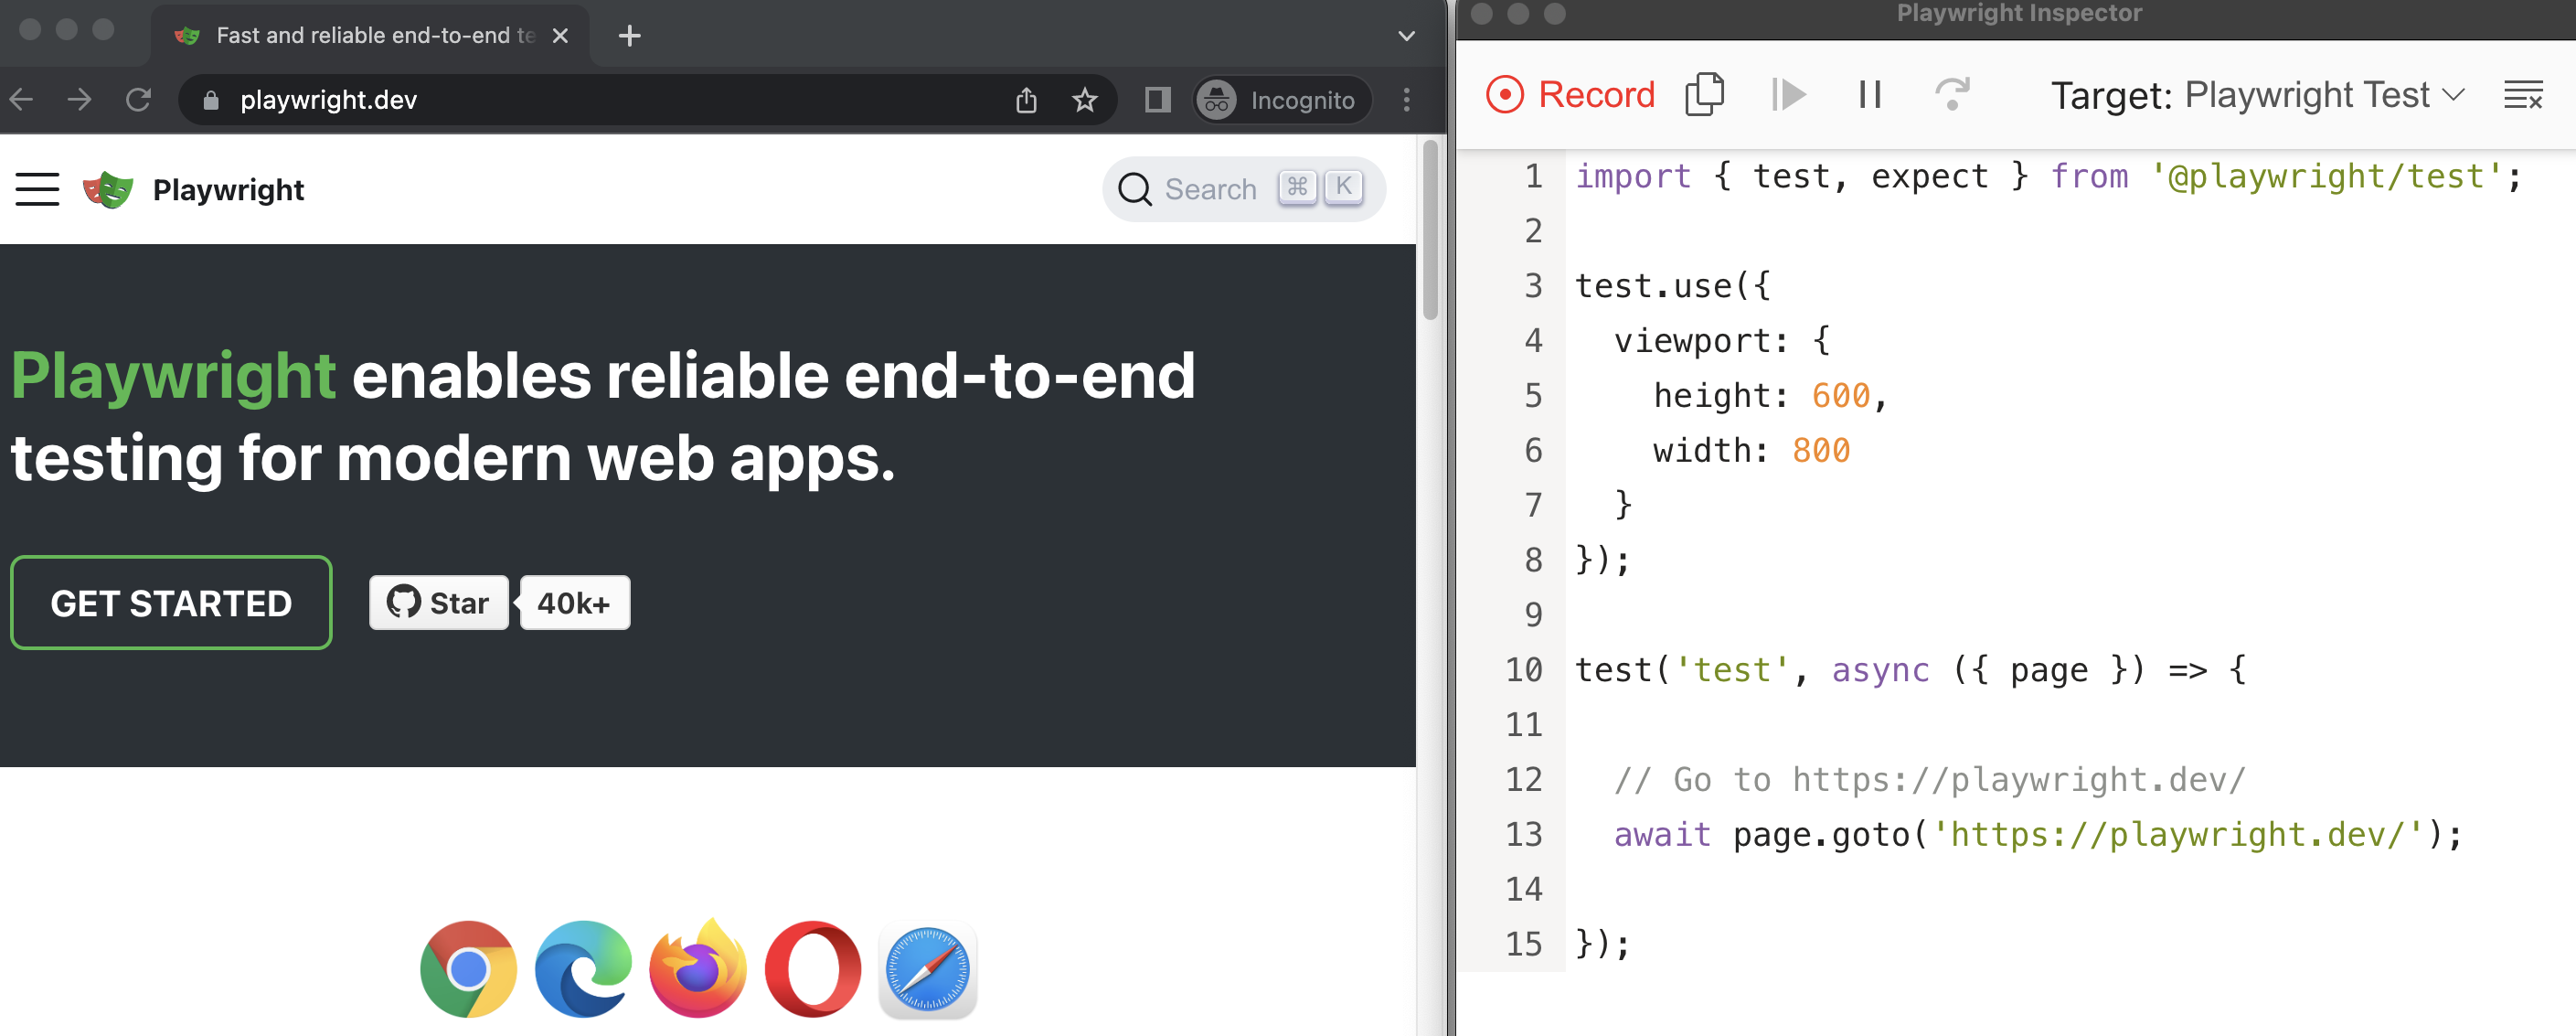 Fast and reliable end-to-end te
playwright.dev
Incognito
Playwright
Search ⌘ K
Playwright enables reliable end-to-end
testing for modern web apps.
GET STARTED
Star
40k+
Playwright Inspector
Record
Target: Playwright Test
1 import { test, expect } from '@playwright/test';
2
3 test.use({
4 viewport: {
5 height: 600,
6 width: 800
7 }
8 });
9
10 test('test', async ({ page }) => {
11
12 // Go to https://playwright.dev/
13 await page.goto('https://playwright.dev/');
14
15 });